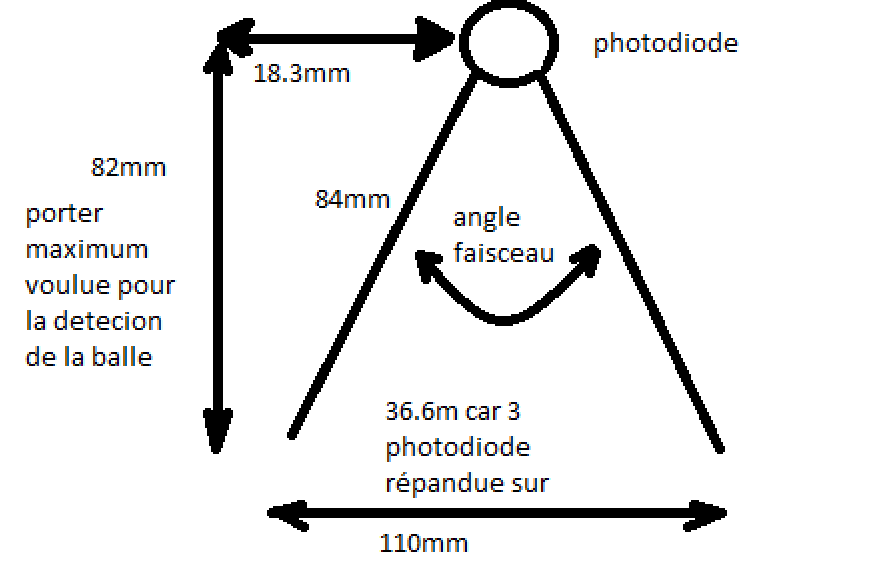 photodiode
18.3mm
82mm
porter
maximum
voulue pour
la detecion
de la balle
84mm
angle
faisceau
36.6m car 3
photodiode
répandue sur
110mm